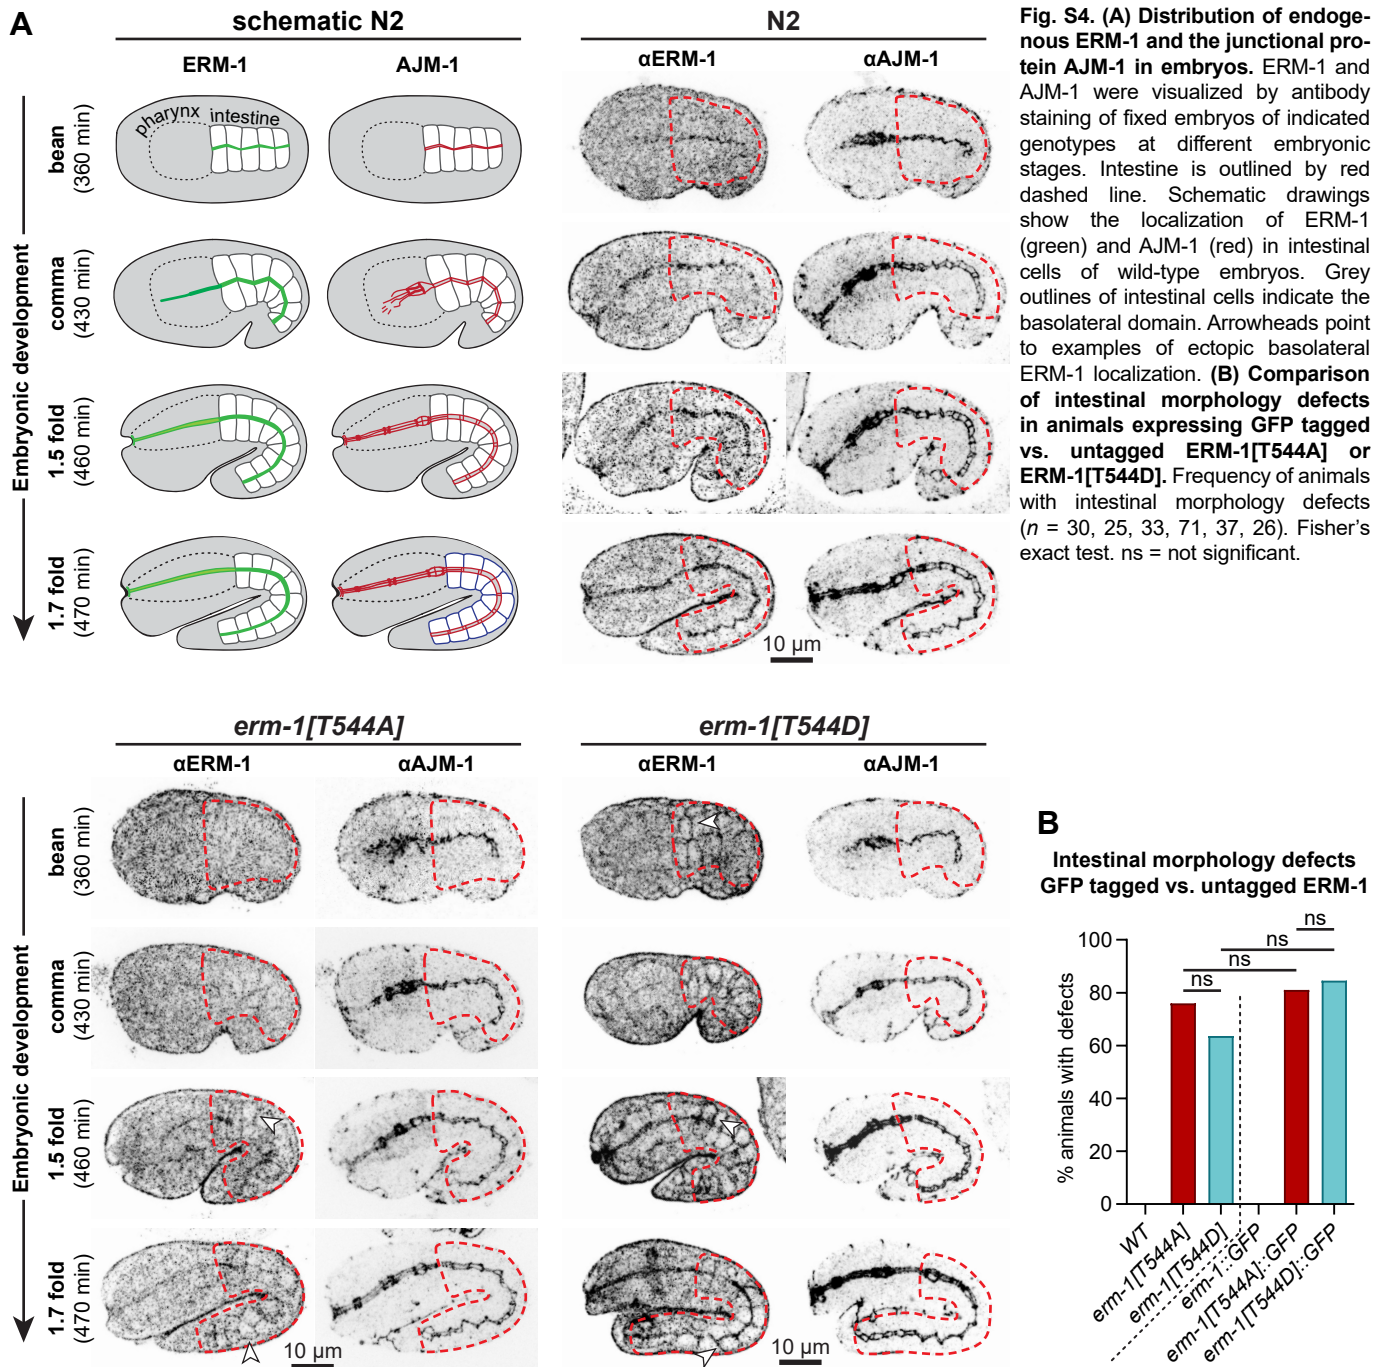 A
schematic N2
N2
ERM-1
AJM-1
αERM-1
αAJM-1
Embryonic development
bean
(360 min)
pharynx
intestine
comma
(430 min)
1.5 fold
(460 min)
1.7 fold
(470 min)
10 µm
Fig. S4. (A) Distribution of endoge-
nous ERM-1 and the junctional pro-
tein AJM-1 in embryos. ERM-1 and
AJM-1 were visualized by antibody
staining of fixed embryos of indicated
genotypes at different embryonic
stages. Intestine is outlined by red
dashed line. Schematic drawings
show the localization of ERM-1
(green) and AJM-1 (red) in intestinal
cells of wild-type embryos. Grey
outlines of intestinal cells indicate the
basolateral domain. Arrowheads point
to examples of ectopic basolateral
ERM-1 localization. (B) Comparison
of intestinal morphology defects
in animals expressing GFP tagged
vs. untagged ERM-1[T544A] or
ERM-1[T544D]. Frequency of animals
with intestinal morphology defects
(n = 30, 25, 33, 71, 37, 26). Fisher's
exact test. ns = not significant.
erm-1[T544A]
erm-1[T544D]
αERM-1
αAJM-1
αERM-1
αAJM-1
Embryonic development
bean
(360 min)
comma
(430 min)
1.5 fold
(460 min)
1.7 fold
(470 min)
10 µm
10 µm
B
Intestinal morphology defects
GFP tagged vs. untagged ERM-1
% animals with defects
100
80
60
40
20
0
ns
ns
ns
ns
WT
erm-1[T544A]
erm-1[T544D]
erm-1::GFP
erm-1[T544A]::GFP
erm-1[T544D]::GFP